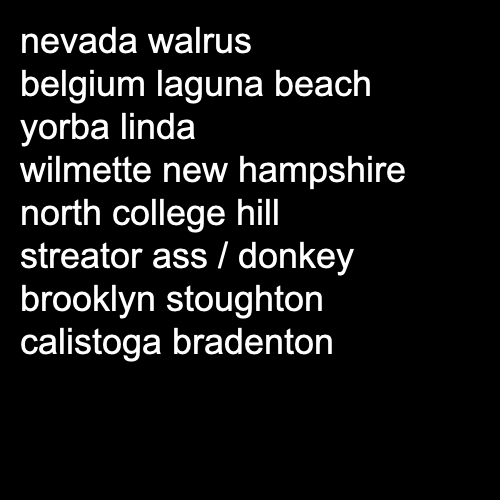 nevada walrus
belgium laguna beach
yorba linda
wilmette new hampshire
north college hill
streator ass / donkey
brooklyn stoughton
calistoga bradenton